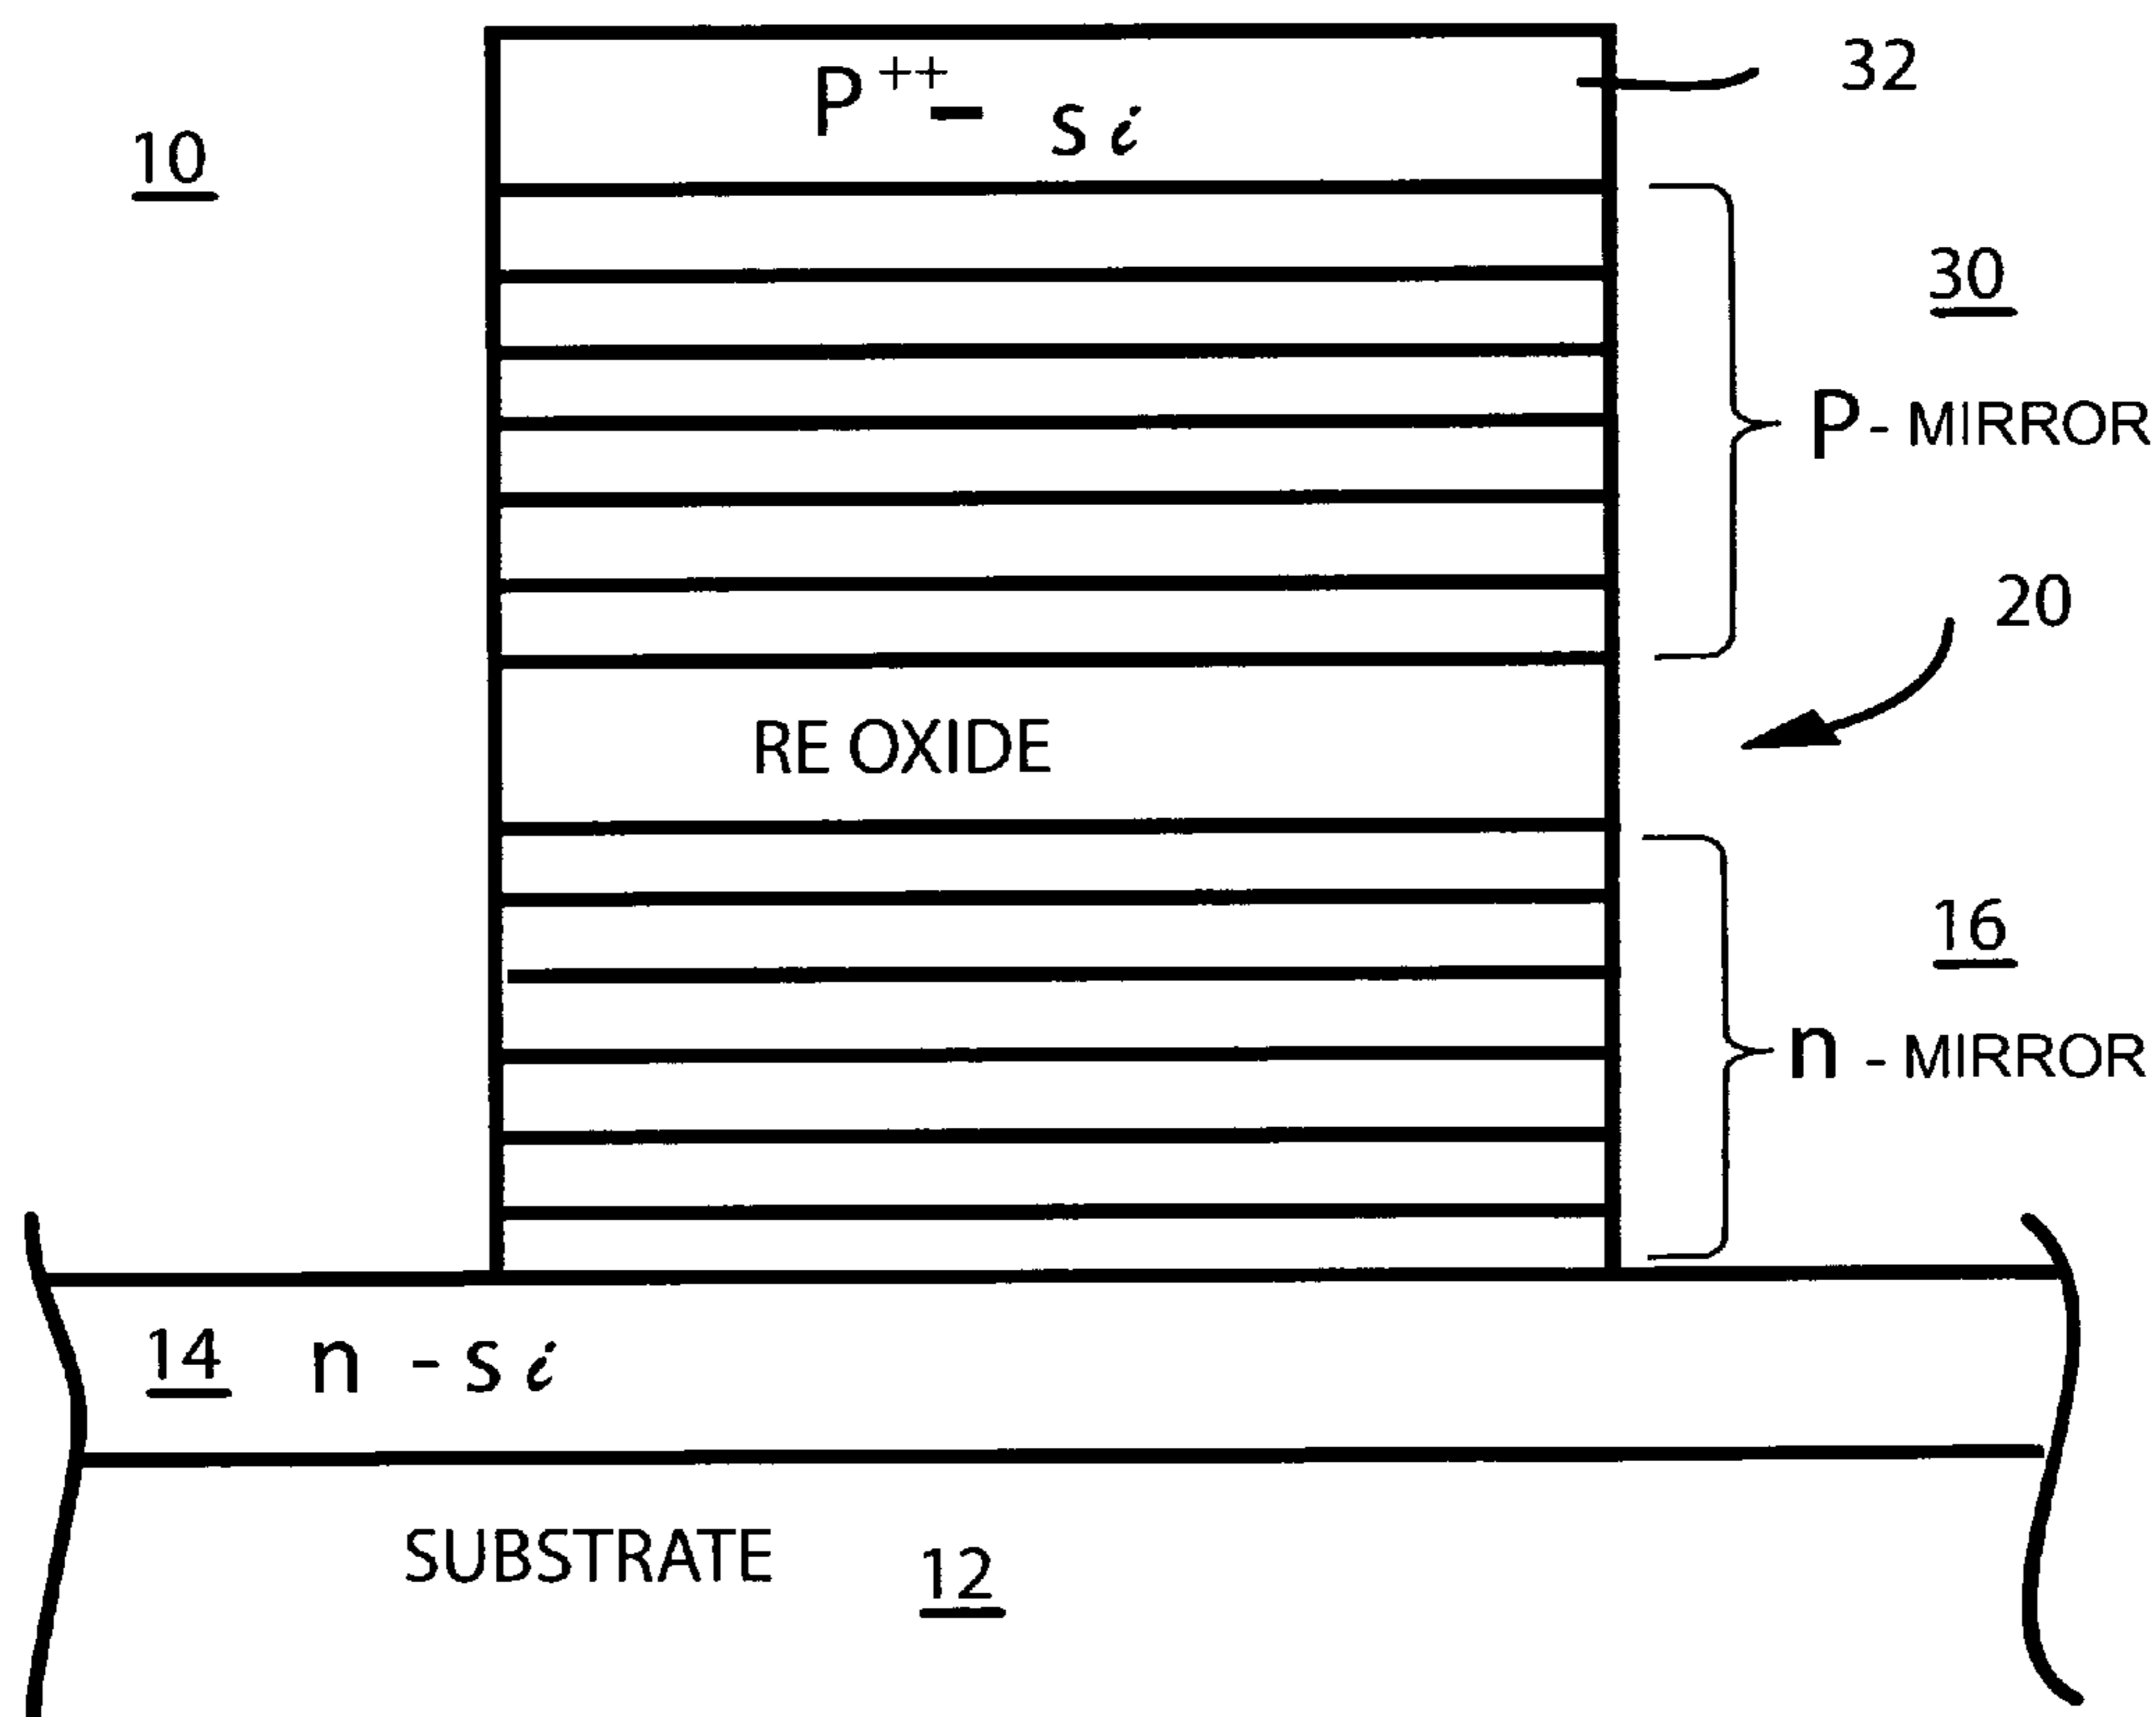 P++- si
32
10
30
P- MIRROR
20
RE OXIDE
16
n - MIRROR
14 n -si
SUBSTRATE 12